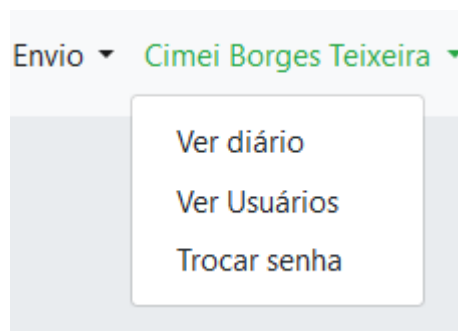 Envio Cimei Borges Teixeira
Ver diário
Ver Usuários
Trocar senha